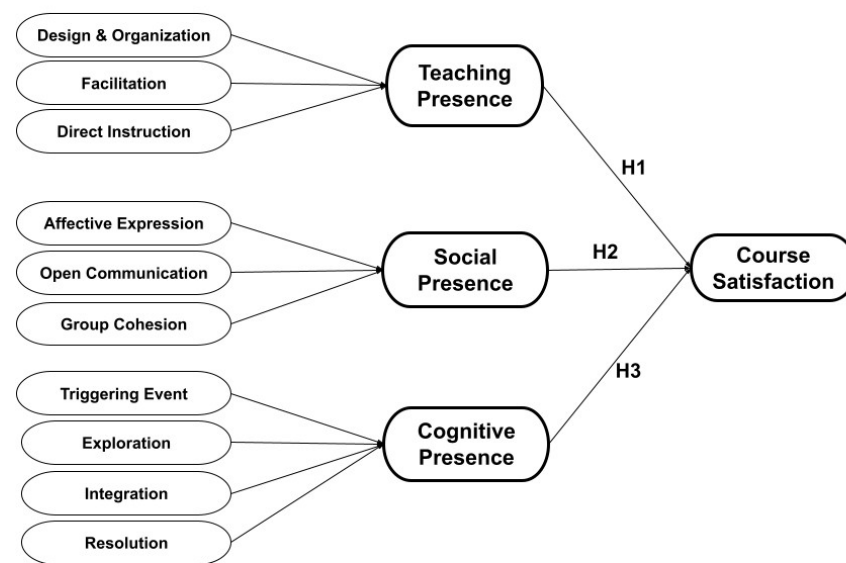 Design & Organization
Facilitation
Direct Instruction
Teaching
Presence
H1
Affective Expression
Open Communication
Group Cohesion
Social
Presence
H2
Course
Satisfaction
H3
Triggering Event
Exploration
Integration
Resolution
Cognitive
Presence